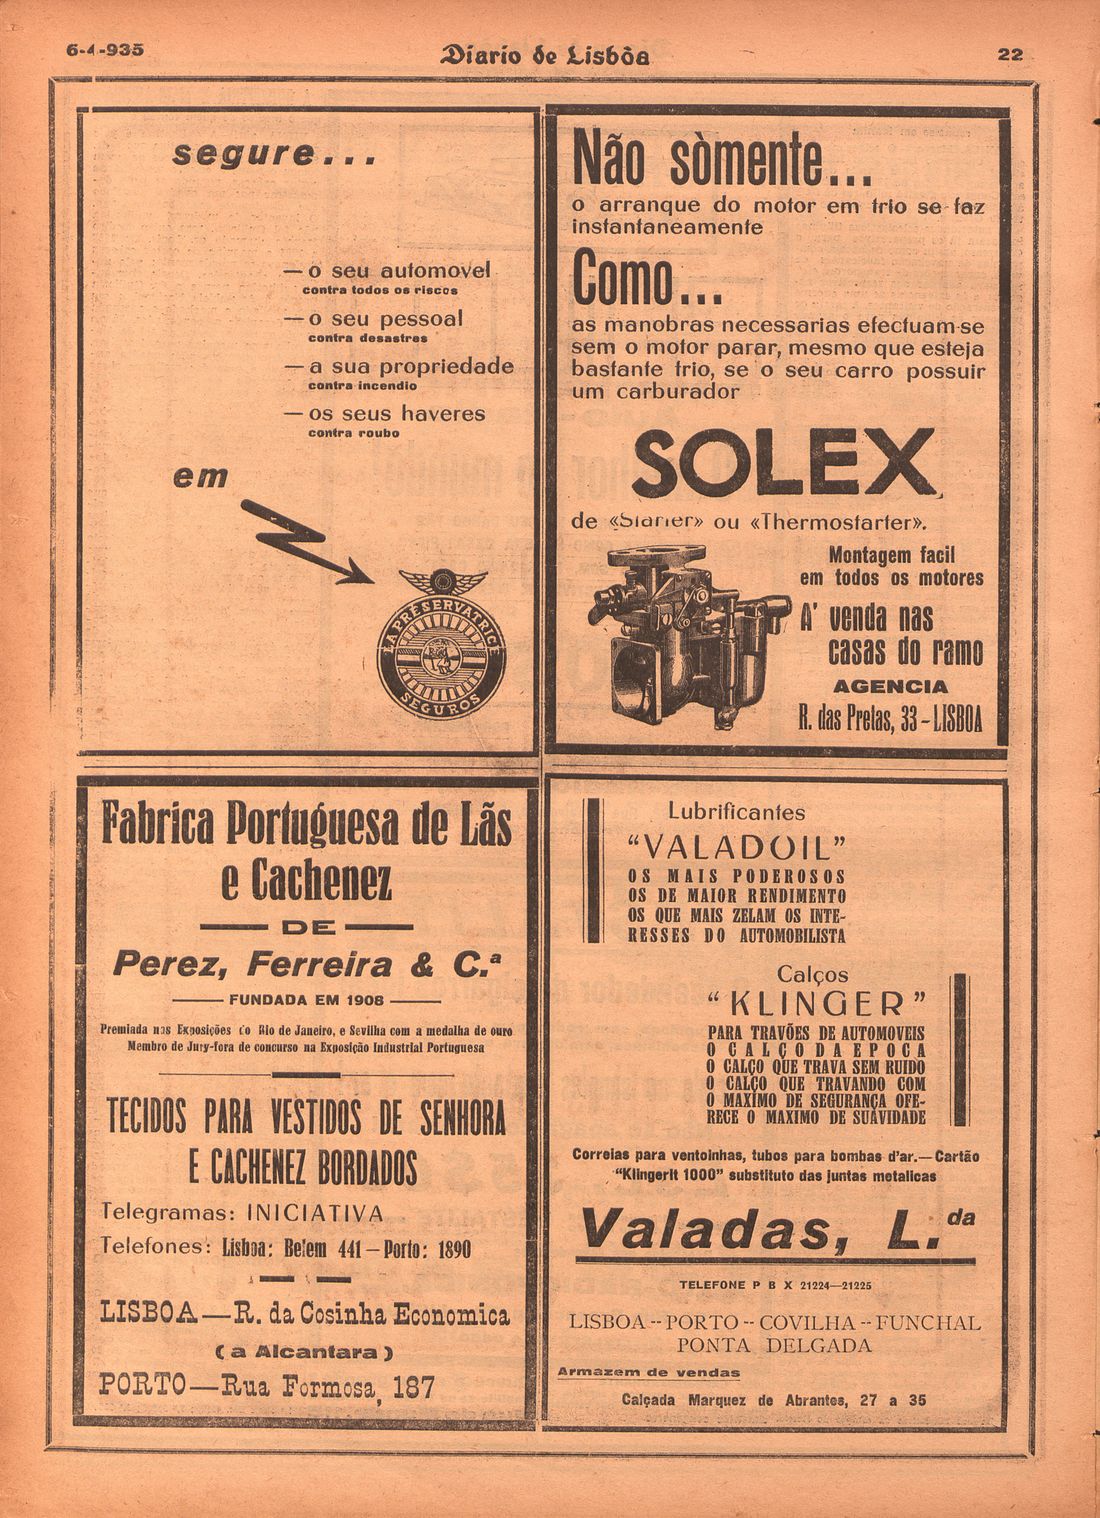 6-4-935
Diario de Lisbôa
22
segure...
— o seu automovel
contra todos os riscos
— o seu pessoal
contra desastres
— a sua propriedade
contra incendio
— os seus haveres
contra roubo
em
LA PRÉSERVATRICE
SEGUROS
Não sòmente...
o arranque do motor em frio se faz
instantaneamente
Como...
as manobras necessarias efectuam-se
sem o motor parar, mesmo que esteja
bastante frio, se o seu carro possuir
um carburador
SOLEX
de «Starter» ou «Thermostarter».
Montagem facil
em todos os motores
A' venda nas
casas do ramo
AGENCIA
R. das Pretas, 33 - LISBOA
Fabrica Portuguesa de Lãs
e Cachenez
DE
Perez, Ferreira & C.ª
FUNDADA EM 1908
Premiada nas Exposições do Rio de Janeiro, e Sevilha com a medalha de ouro
Membro de Jury-fora de concurso na Exposição Industrial Portuguesa
TECIDOS PARA VESTIDOS DE SENHORA
E CACHENEZ BORDADOS
Telegramas: INICIATIVA
Telefones: Lisboa: Belem 441 — Porto: 1890
LISBOA — R. da Cosinha Economica
(a Alcantara)
PORTO — Rua Formosa, 187
Lubrificantes
"VALADOIL"
OS MAIS PODEROSOS
OS DE MAIOR RENDIMENTO
OS QUE MAIS ZELAM OS INTE-
RESSES DO AUTOMOBILISTA
Calços
"KLINGER"
PARA TRAVÕES DE AUTOMOVEIS
O CALÇO DA EPOCA
O CALÇO QUE TRAVA SEM RUIDO
O CALÇO QUE TRAVANDO COM
O MAXIMO DE SEGURANÇA OFE-
RECE O MAXIMO DE SUÁVIDADE
Correias para ventoinhas, tubos para bombas d'ar.—Cartão
"Klingerit 1000" substituto das juntas metalicas
Valadas, L.da
TELEFONE P B X 21224—21225
LISBOA -- PORTO -- COVILHA -- FUNCHAL
PONTA DELGADA
Armazem de vendas
Calçada Marquez de Abrantes, 27 a 35